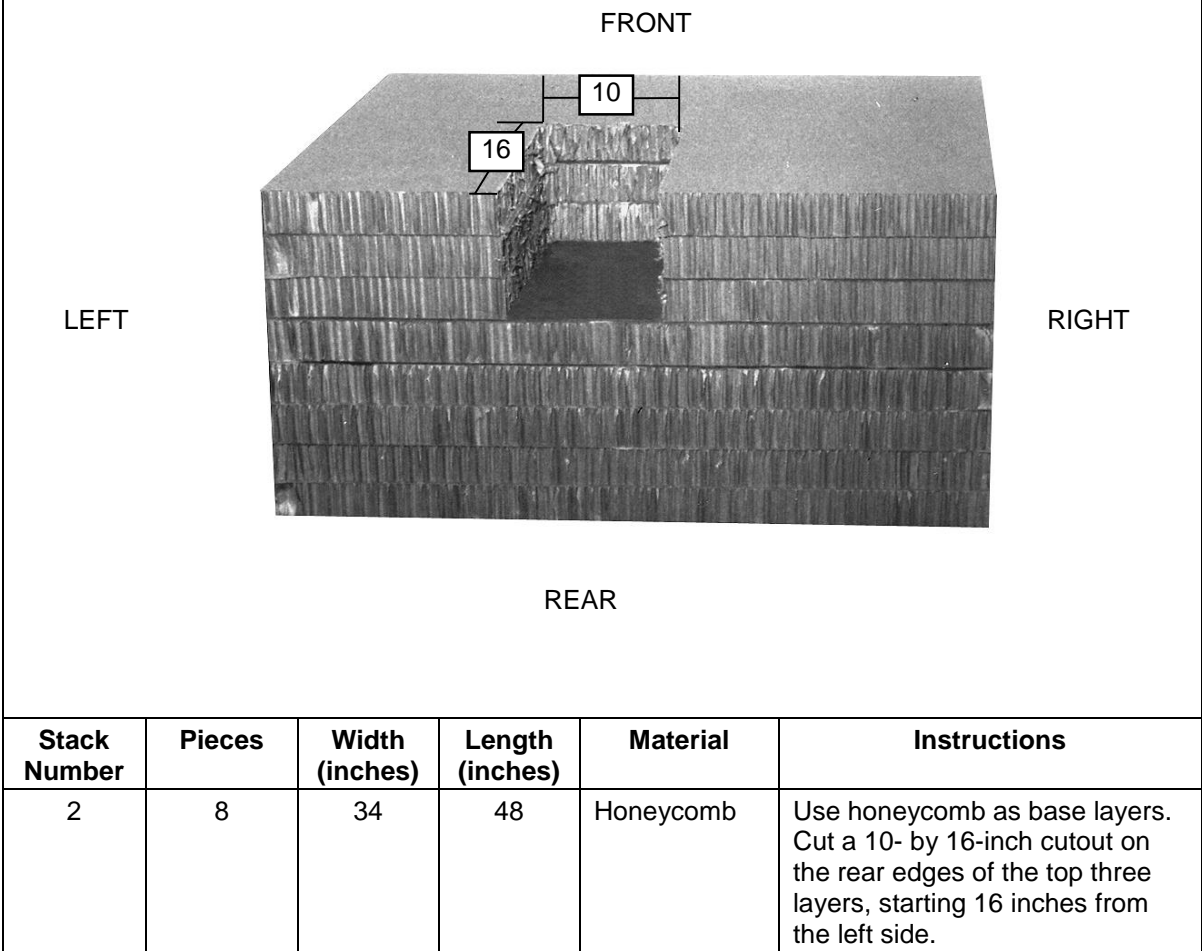 FRONT
10
16
LEFT
RIGHT
REAR
Stack Number
Pieces
Width (inches)
Length (inches)
Material
Instructions
2
8
34
48
Honeycomb
Use honeycomb as base layers.
Cut a 10- by 16-inch cutout on
the rear edges of the top three
layers, starting 16 inches from
the left side.